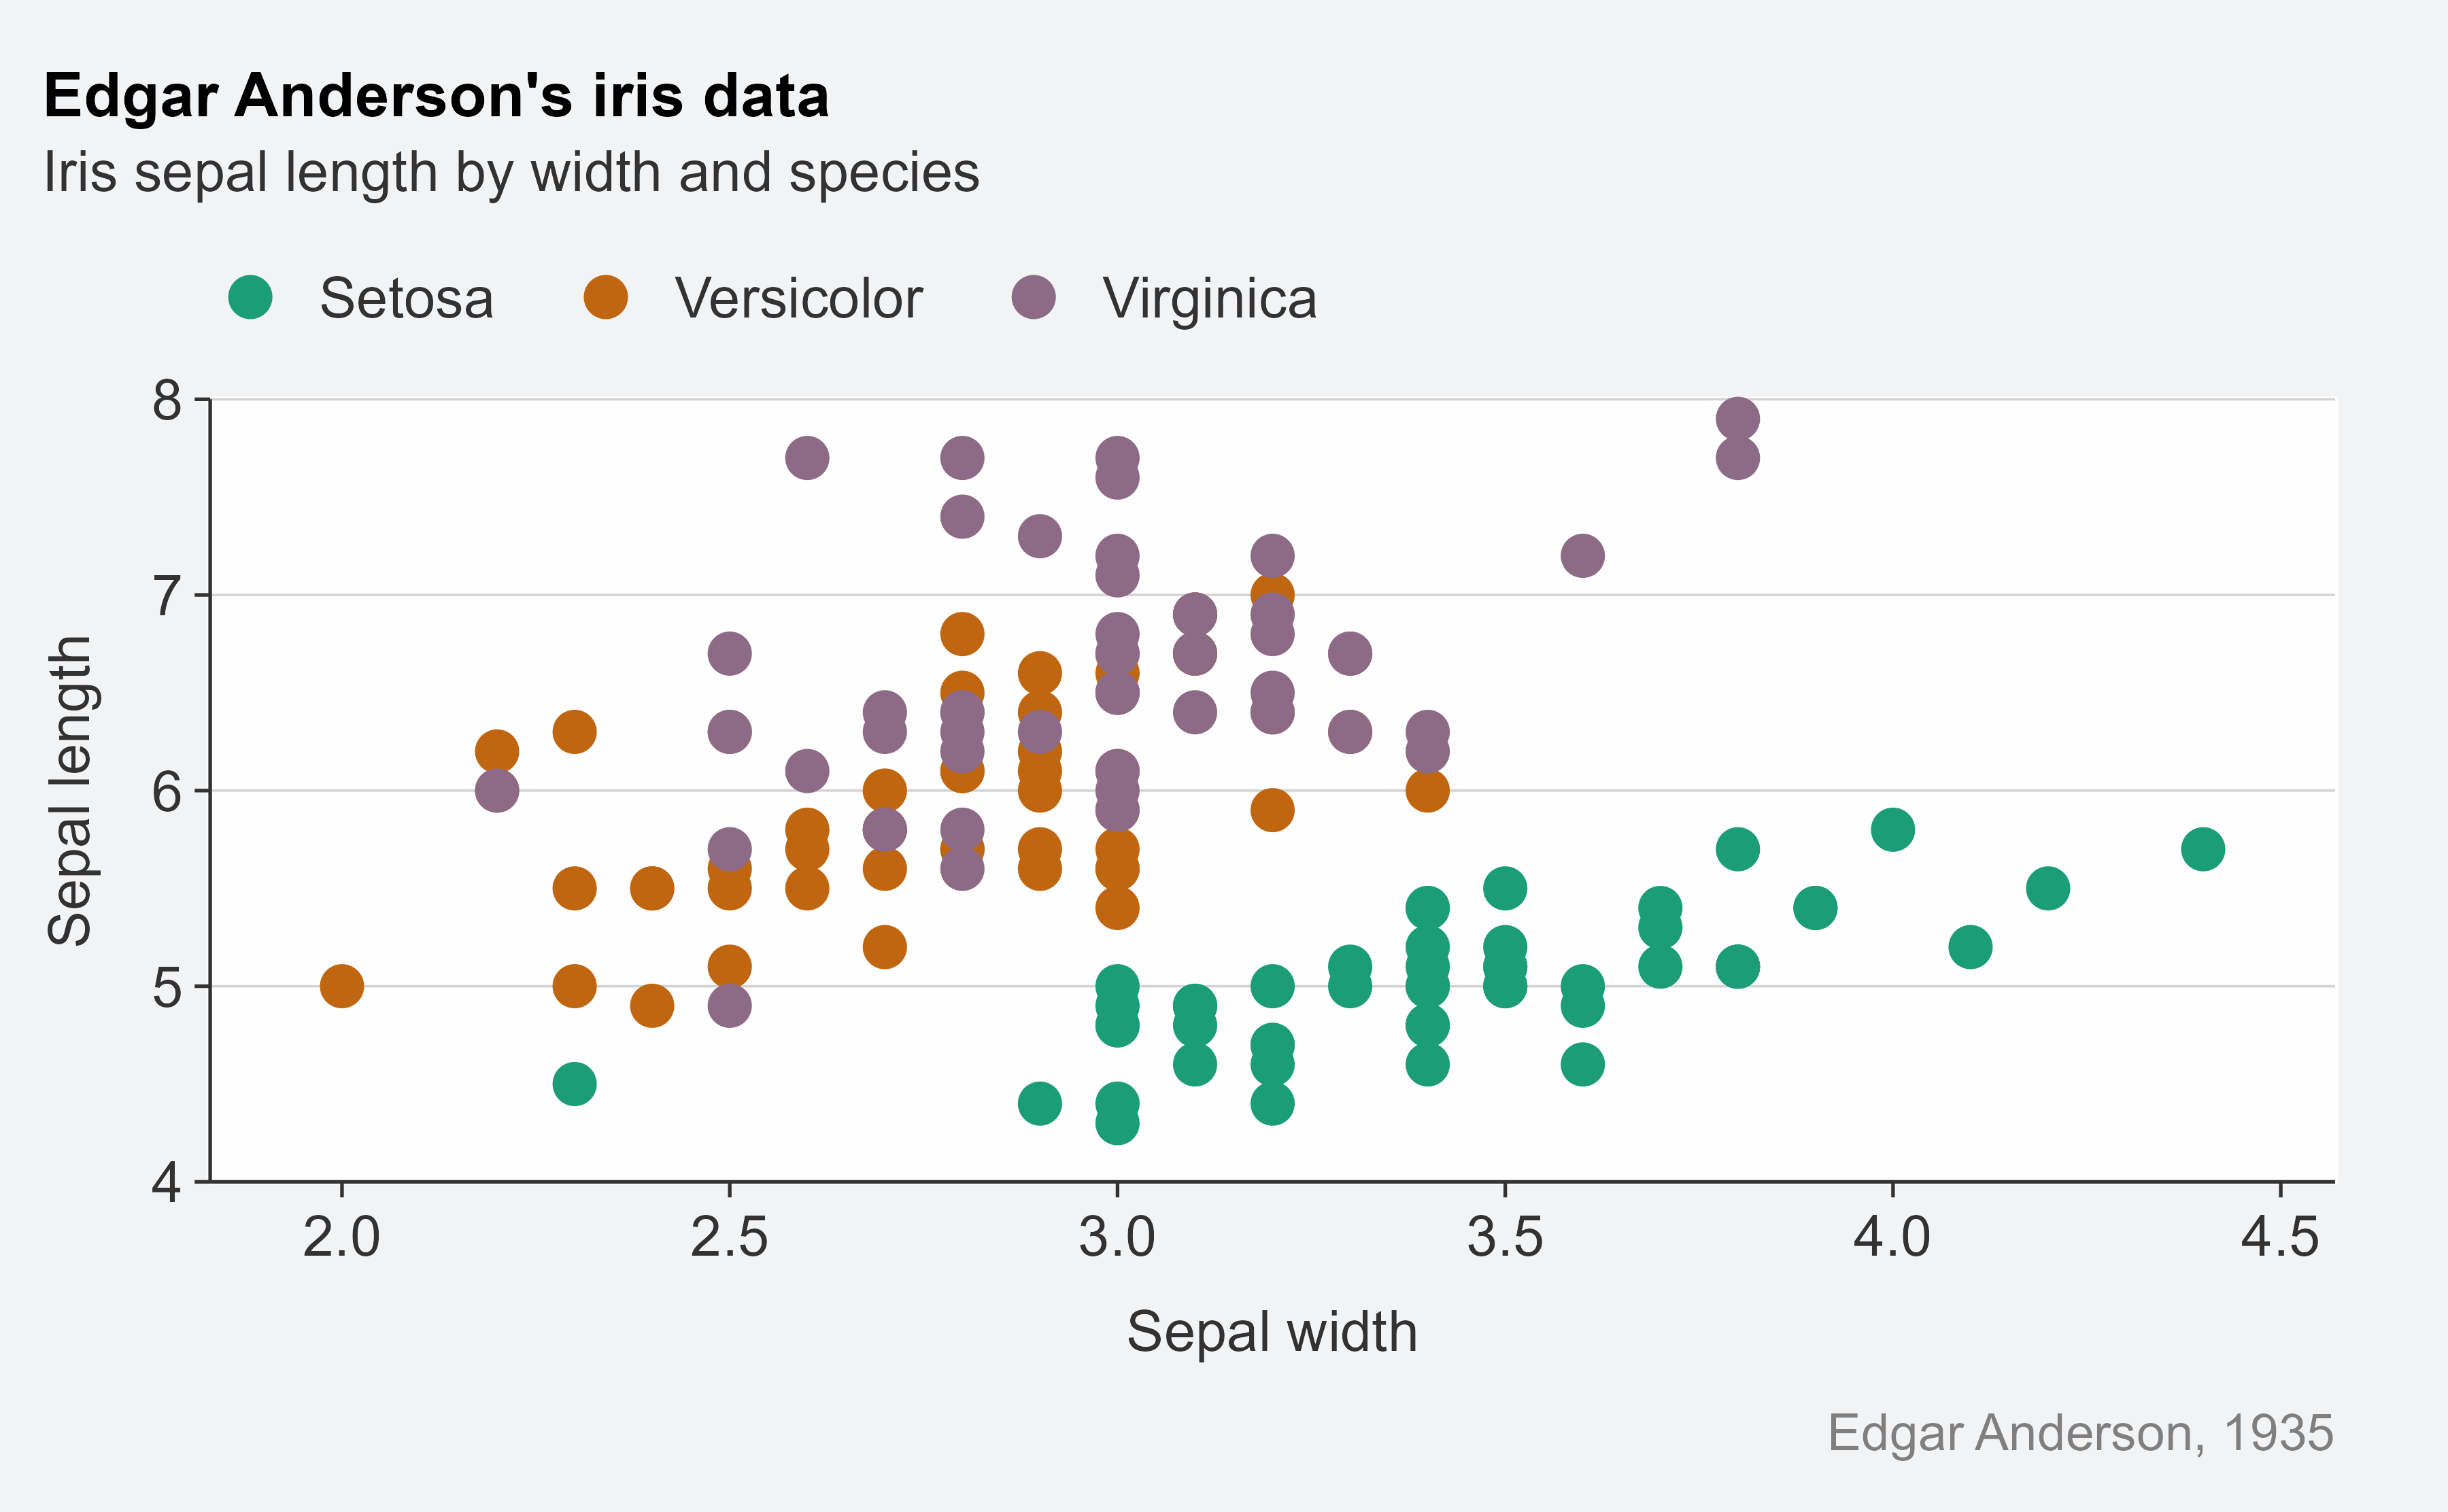 Edgar Anderson's iris data
Iris sepal length by width and species
Setosa Versicolor Virginica
8
7
6
5
4
Sepal length
2.0 2.5 3.0 3.5 4.0 4.5
Sepal width
Edgar Anderson, 1935